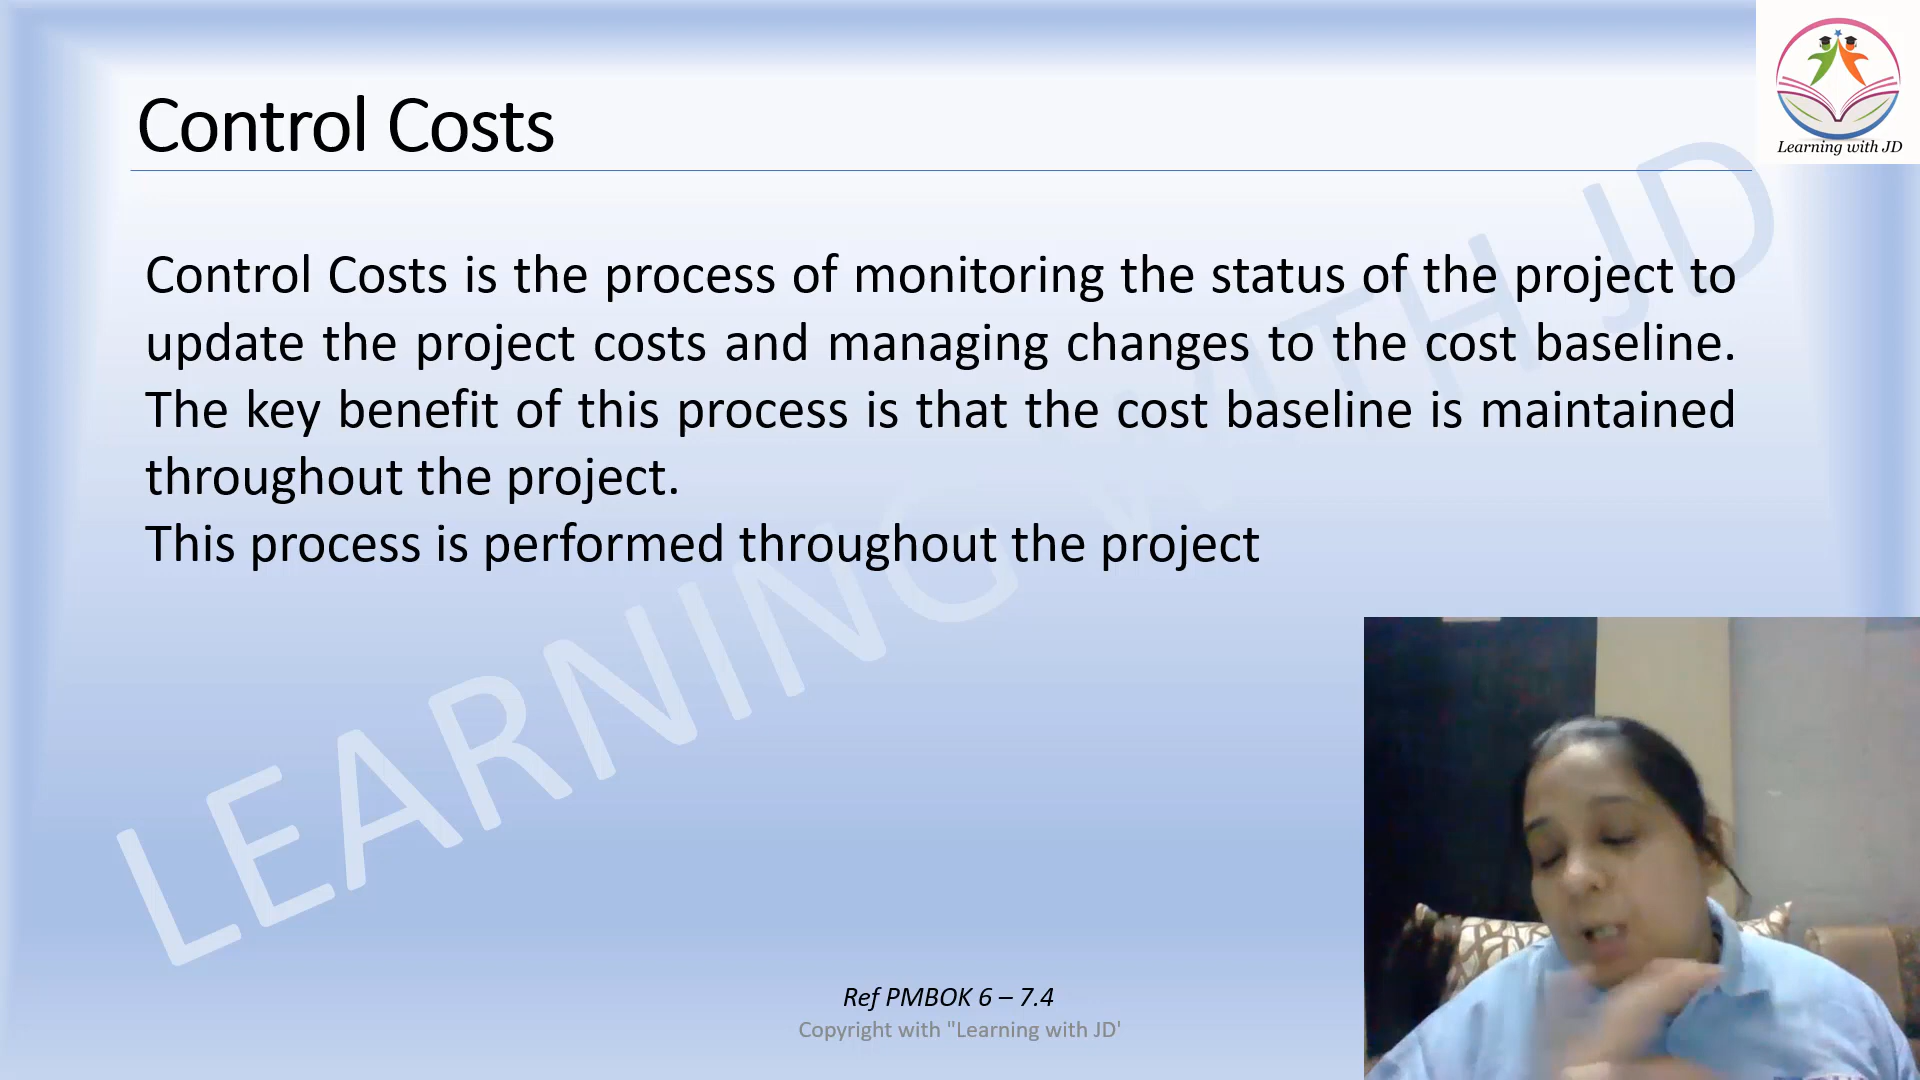 Control Costs
Learning with JD
Control Costs is the process of monitoring the status of the project to
update the project costs and managing changes to the cost baseline.
The key benefit of this process is that the cost baseline is maintained
throughout the project.
This process is performed throughout the project
LEARNING WITH JD
Ref PMBOK 6 – 7.4
Copyright with "Learning with JD'